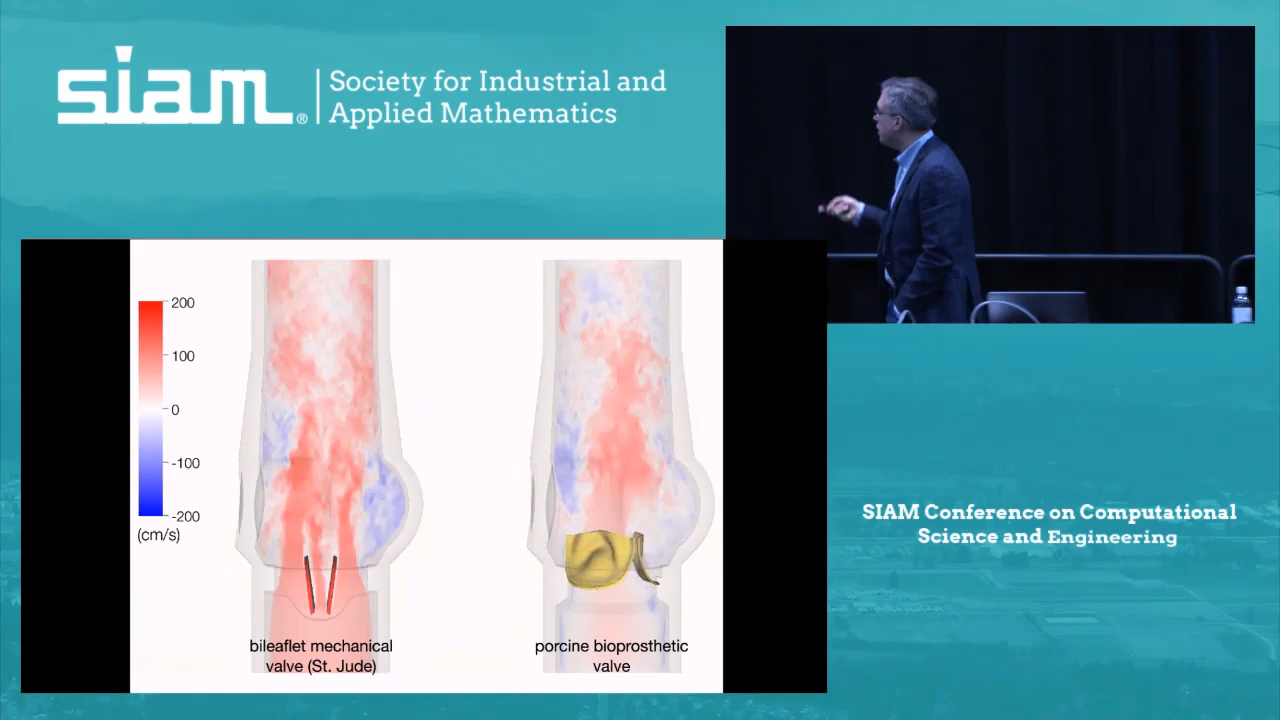 siam®
Society for Industrial and
Applied Mathematics
200
100
0
-100
-200
(cm/s)
bileaflet mechanical
valve (St. Jude)
porcine bioprosthetic
valve
SIAM Conference on Computational
Science and Engineering